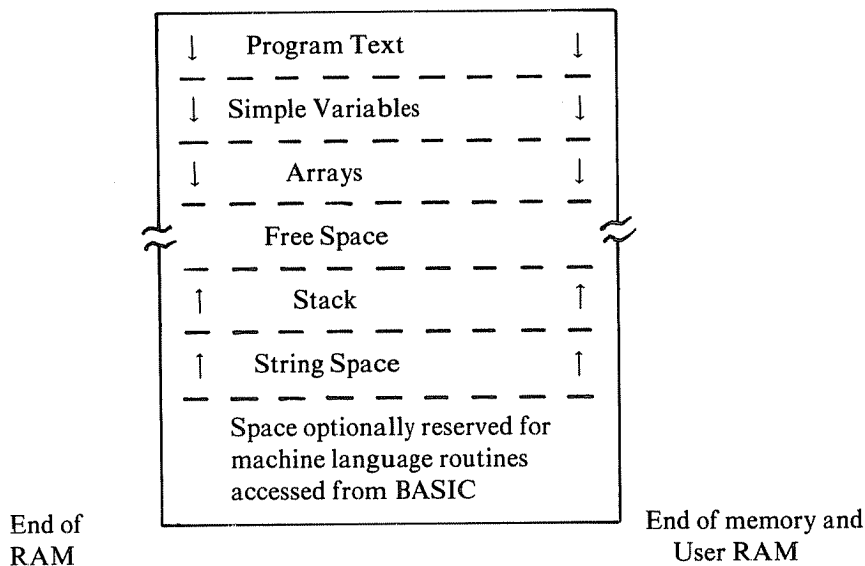 ↓ Program Text ↓
↓ Simple Variables ↓
↓ Arrays ↓
Free Space
↑ Stack ↑
↑ String Space ↑
Space optionally reserved for
machine language routines
accessed from BASIC
End of
RAM
End of memory and
User RAM